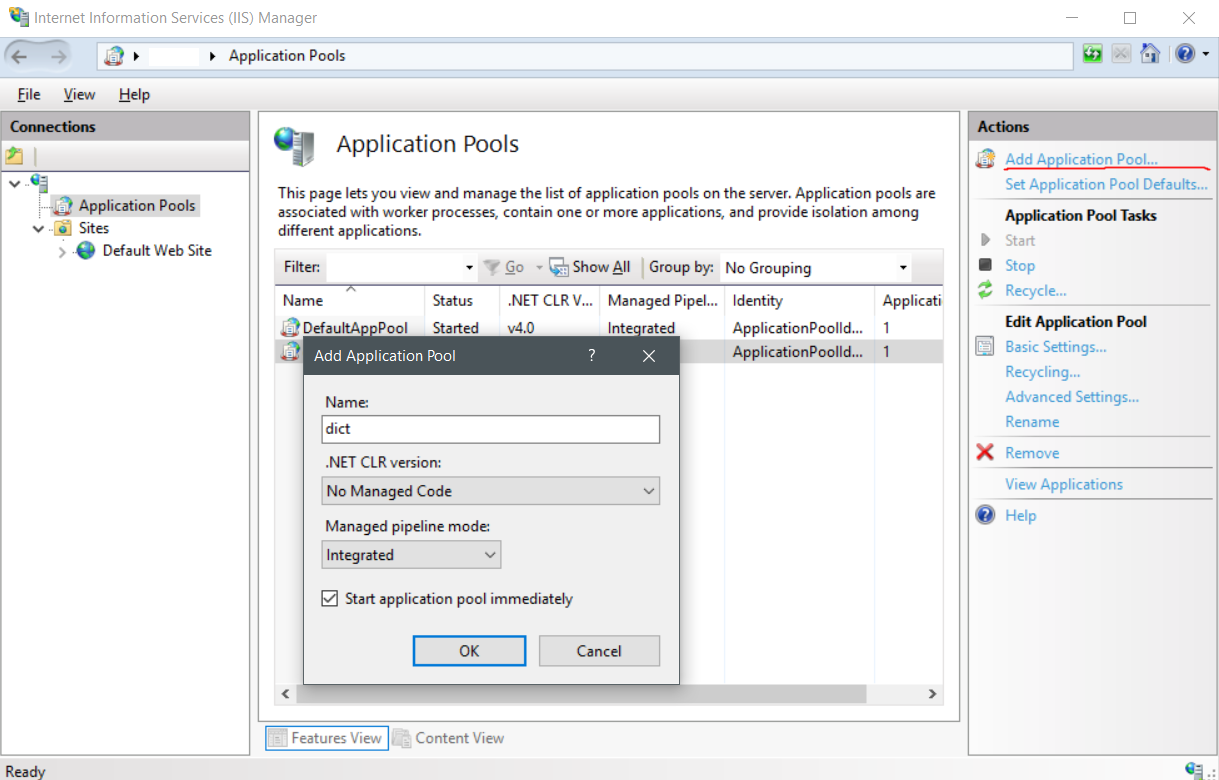 Internet Information Services (IIS) Manager
Application Pools
File View Help
Connections
Application Pools
Sites
Default Web Site
Application Pools
This page lets you view and manage the list of application pools on the server. Application pools are
associated with worker processes, contain one or more applications, and provide isolation among
different applications.
Filter: Go Show All Group by: No Grouping
Name Status .NET CLR V... Managed Pipel... Identity Applicati
DefaultAppPool Started v4.0 Integrated ApplicationPoolId... 1
ApplicationPoolId... 1
Add Application Pool ?
Name:
dict
.NET CLR version:
No Managed Code
Managed pipeline mode:
Integrated
Start application pool immediately
OK Cancel
Features View Content View
Actions
Add Application Pool...
Set Application Pool Defaults...
Application Pool Tasks
Start
Stop
Recycle...
Edit Application Pool
Basic Settings...
Recycling...
Advanced Settings...
Rename
Remove
View Applications
Help
Ready